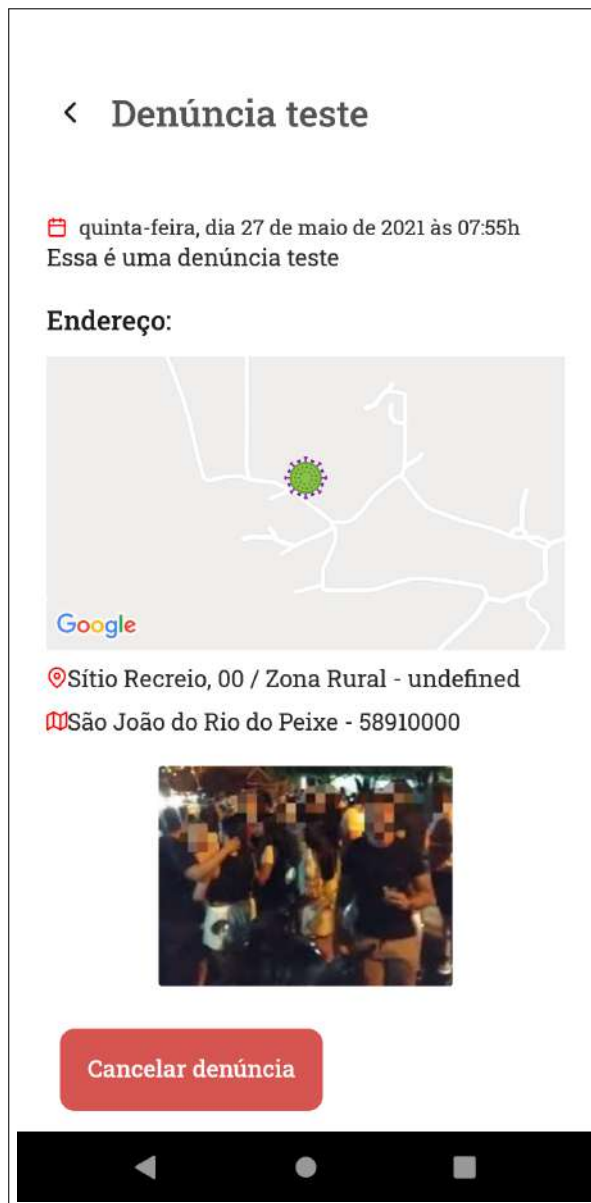 Denúncia teste
quinta-feira, dia 27 de maio de 2021 às 07:55h
Essa é uma denúncia teste
Endereço:
Google
Sítio Recreio, 00 / Zona Rural - undefined
São João do Rio do Peixe - 58910000
Cancelar denúncia